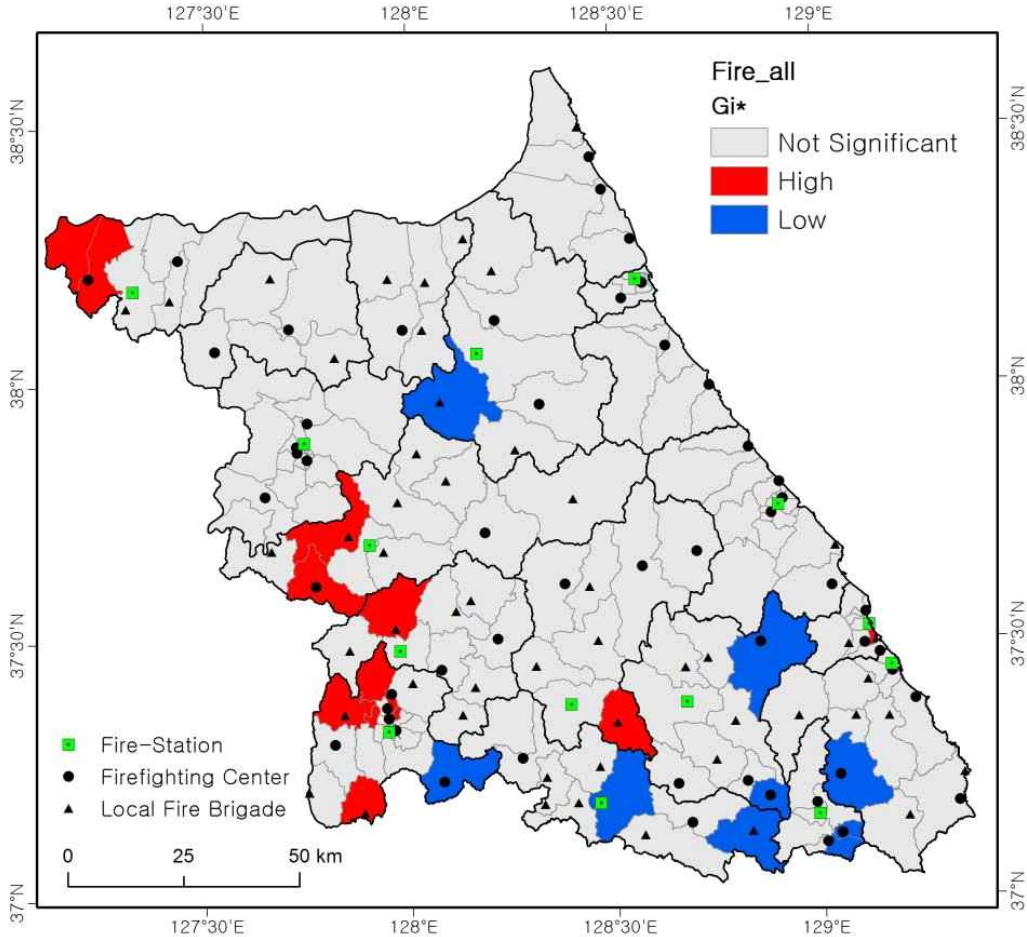 127°30'E
128°E
128°30'E
129°E
38°30'N
38°N
37°30'N
37°N
38°30'N
38°N
37°30'N
37°N
Fire_all
Gi*
Not Significant
High
Low
Fire-Station
Firefighting Center
Local Fire Brigade
0 25 50 km
127°30'E
128°E
128°30'E
129°E